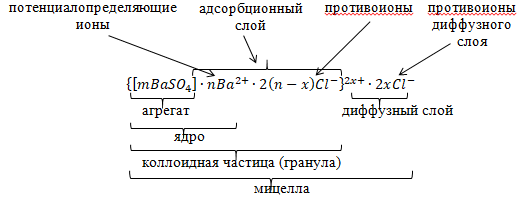 потенциалопределяющие адсорбционный противоионы противоионы
ионы слой диффузного
слоя
{[mBaSO₄] · nBa²⁺ · 2(n − x)Cl⁻}²ˣ⁺ · 2xCl⁻
агрегат диффузный слой
ядро
коллоидная частица (гранула)
мицелла